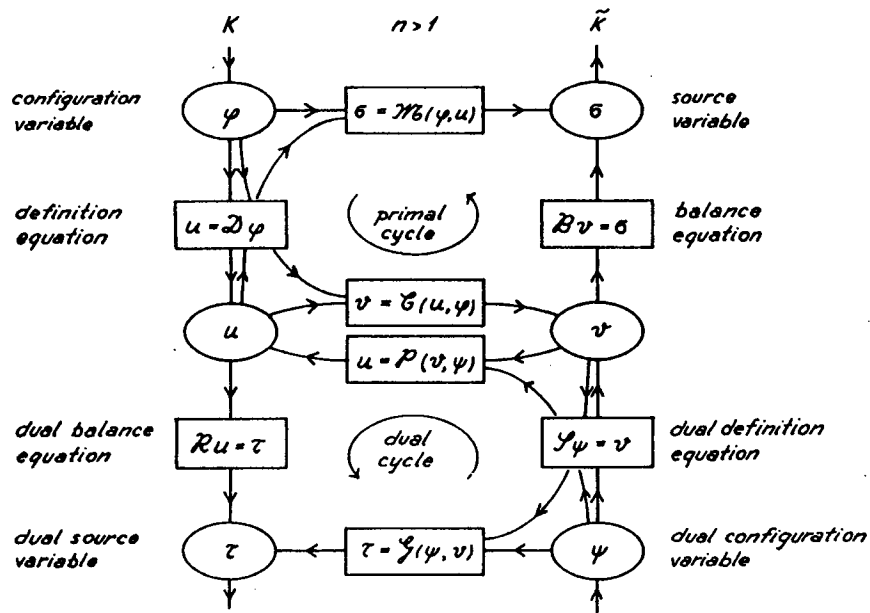 K n > 1 K̃
configuration
variable
φ
σ = 𝓜(φ, u)
σ
source
variable
definition
equation
u = 𝒟φ
primal
cycle
ℬv = σ
balance
equation
u
v = 𝒞(u, φ)
v
u = 𝒫(v, ψ)
dual balance
equation
ℛu = τ
dual
cycle
𝒮ψ = v
dual definition
equation
dual source
variable
τ
τ = 𝒢(ψ, v)
ψ
dual configuration
variable